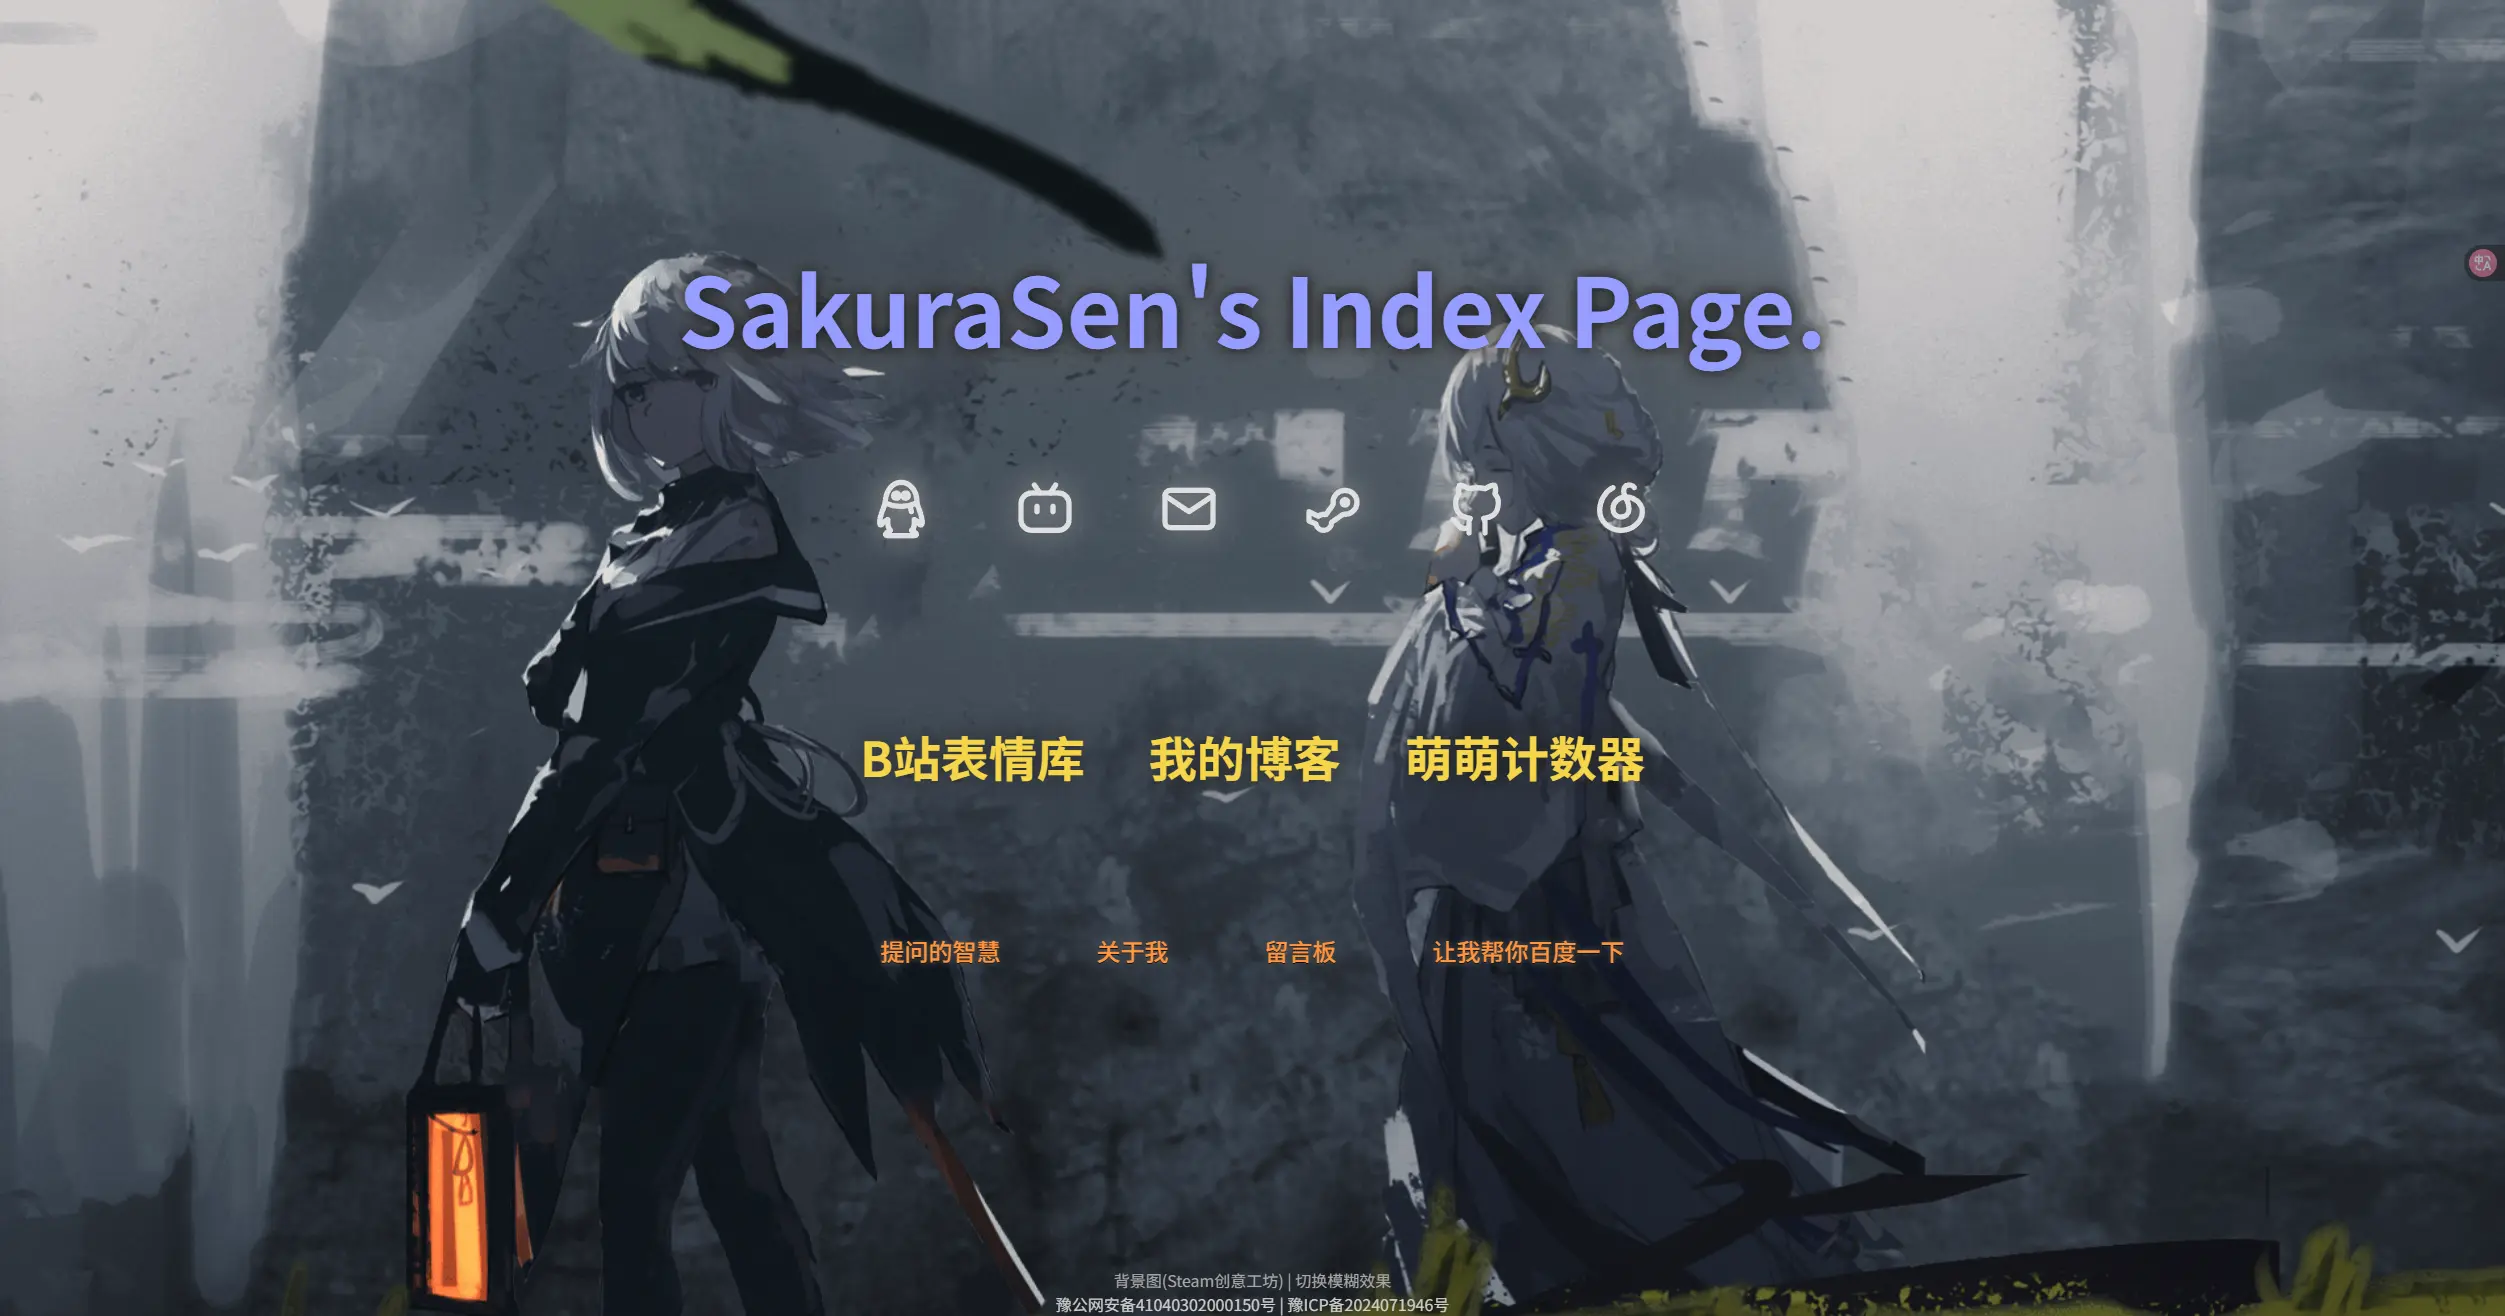 SakuraSen's Index Page.
B站表情库 我的博客 萌萌计数器
提问的智慧 关于我 留言板 让我帮你百度一下
背景图(Steam创意工坊) | 切换模糊效果
豫公网安备41040302000150号 | 豫ICP备2024071946号